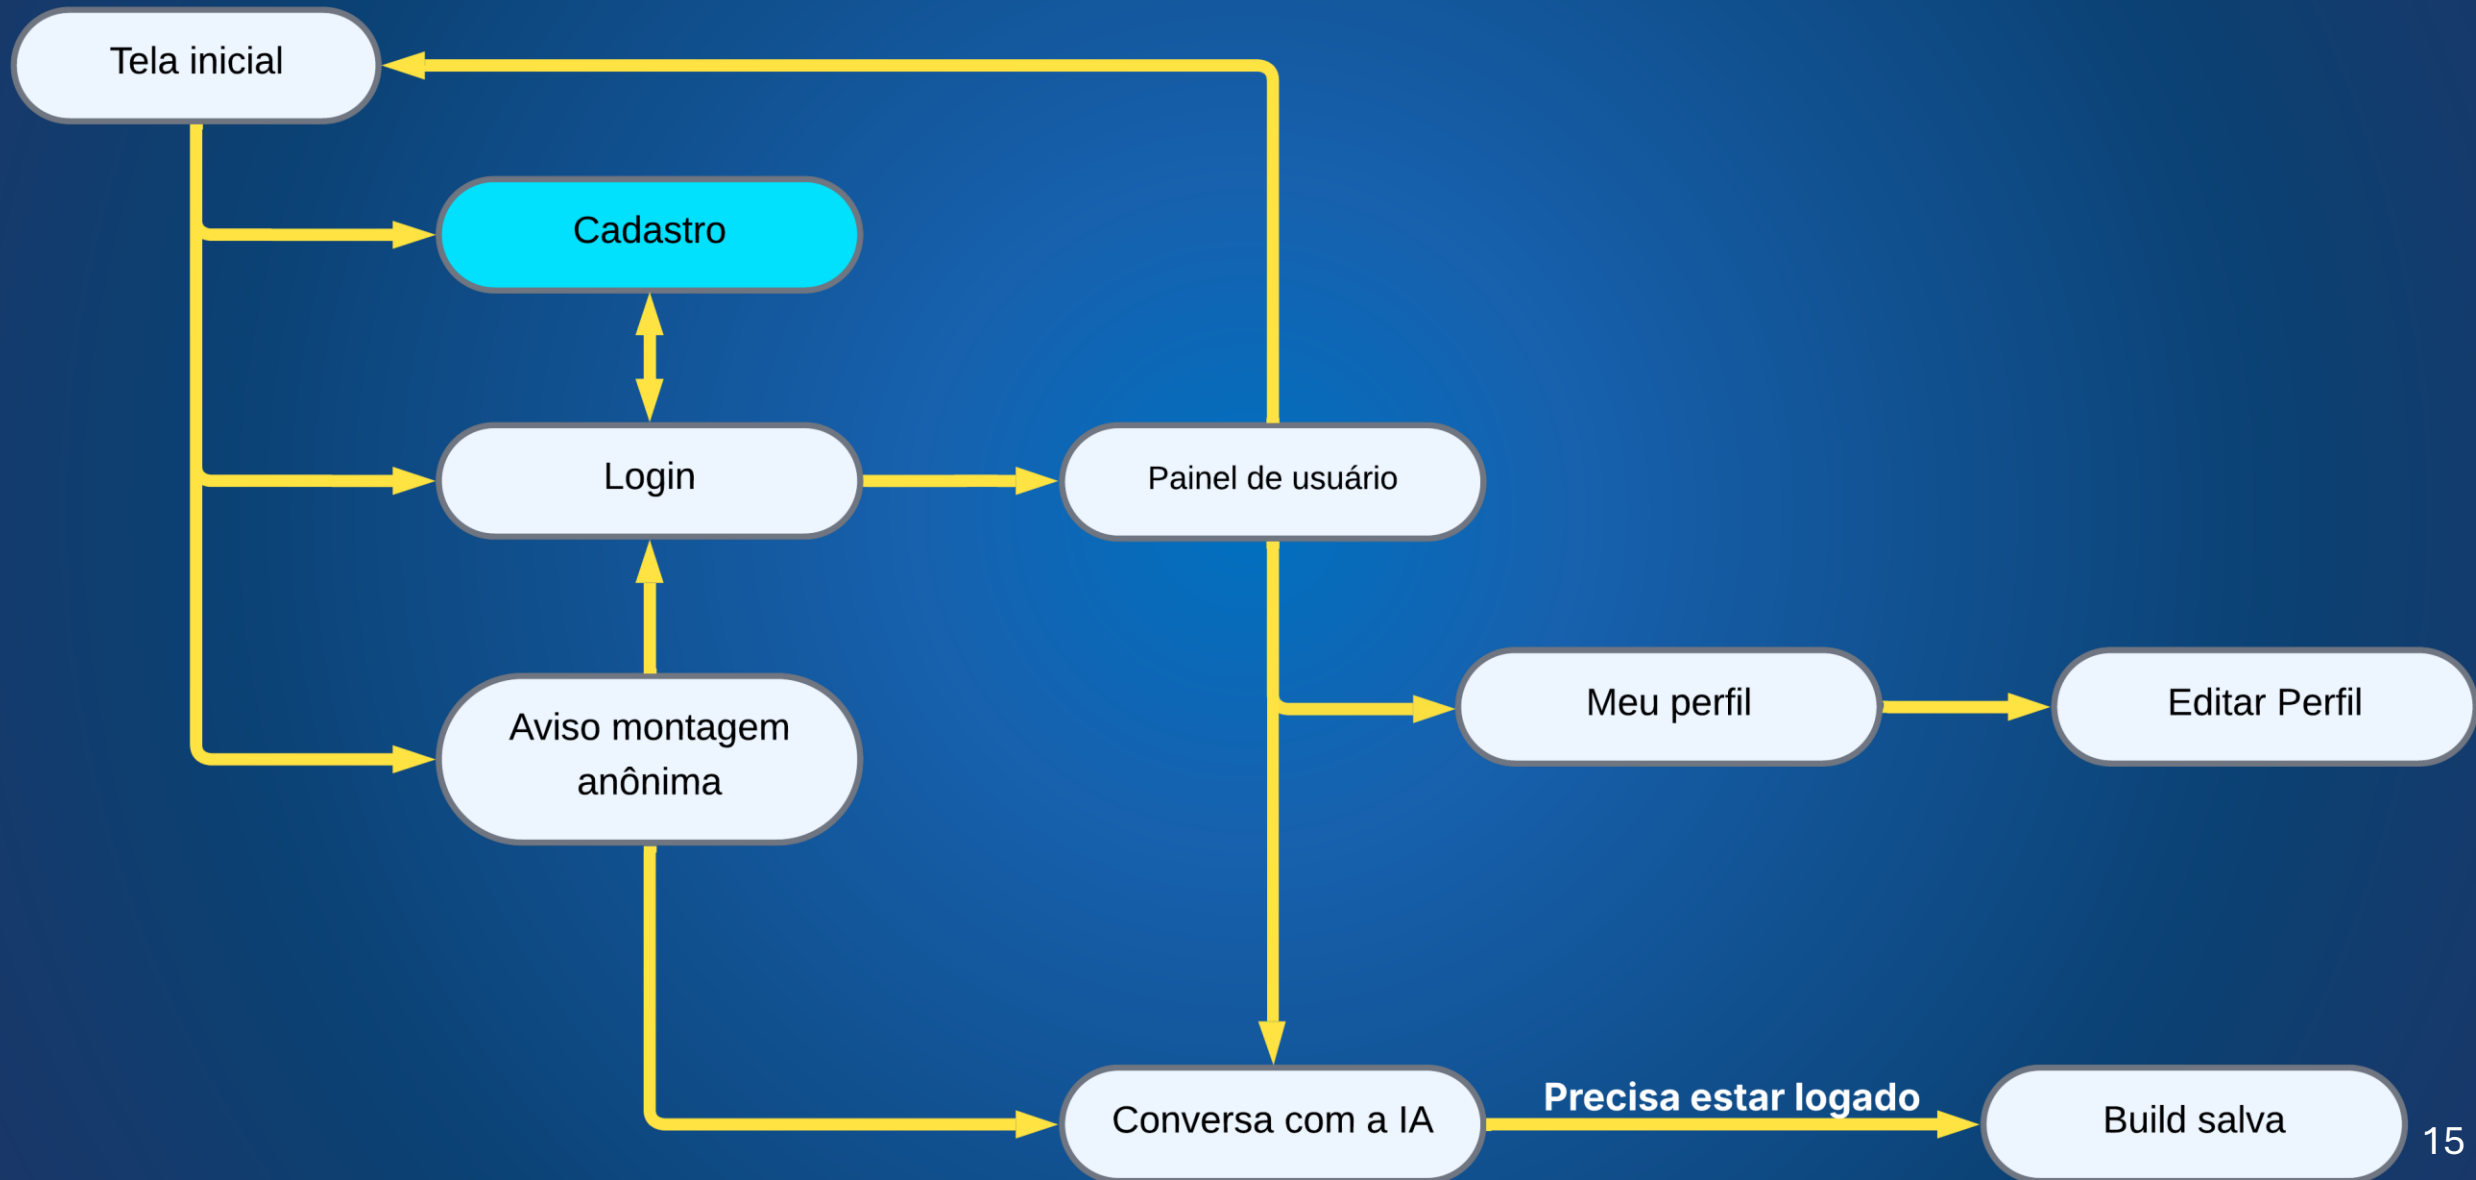 Tela inicial
Cadastro
Login
Painel de usuário
Aviso montagem
anônima
Meu perfil
Editar Perfil
Conversa com a IA
Precisa estar logado
Build salva
15